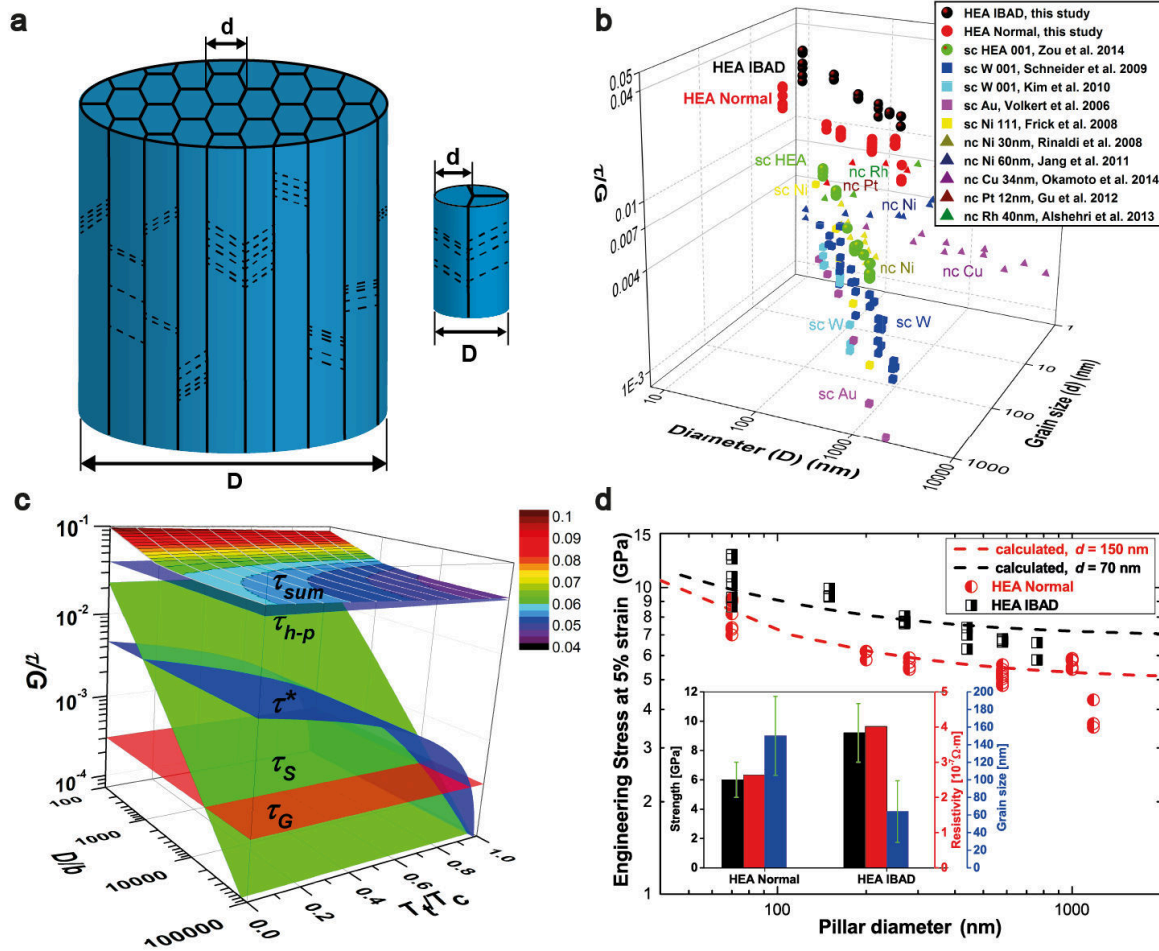 a
d
D
d
D
b
τ/G
0.05
0.04
0.01
0.007
0.004
1E-3
10
100
1000
10000
Diameter (D) (nm)
1
10
100
1000
Grain size (d) (nm)
HEA IBAD
HEA Normal
sc HEA
sc Ni
nc Rh
nc Pt
nc Ni
nc Ni
nc Cu
sc W
sc W
sc Au
HEA IBAD, this study
HEA Normal, this study
sc HEA 001, Zou et al. 2014
sc W 001, Schneider et al. 2009
sc W 001, Kim et al. 2010
sc Au, Volkert et al. 2006
sc Ni 111, Frick et al. 2008
nc Ni 30nm, Rinaldi et al. 2008
nc Ni 60nm, Jang et al. 2011
nc Cu 34nm, Okamoto et al. 2014
nc Pt 12nm, Gu et al. 2012
nc Rh 40nm, Alshehri et al. 2013
c
τ/G
10⁻¹
10⁻²
10⁻³
10⁻⁴
100
1000
10000
100000
D/b
0.0
0.2
0.4
0.6
0.8
1.0
Tₜ/T꜀
τsum
τh-p
τ*
τS
τG
0.1
0.09
0.08
0.07
0.06
0.05
0.04
d
Engineering Stress at 5% strain (GPa)
15
10
9
8
7
6
5
4
3
2
1
100
1000
Pillar diameter (nm)
calculated, d = 150 nm
calculated, d = 70 nm
HEA Normal
HEA IBAD
Strength [GPa]
12
10
8
6
4
2
0
HEA Normal
HEA IBAD
5
4
3
2
1
0
Resistivity [10⁻⁷Ω·m]
200
180
160
140
120
100
80
60
40
20
0
Grain size [nm]